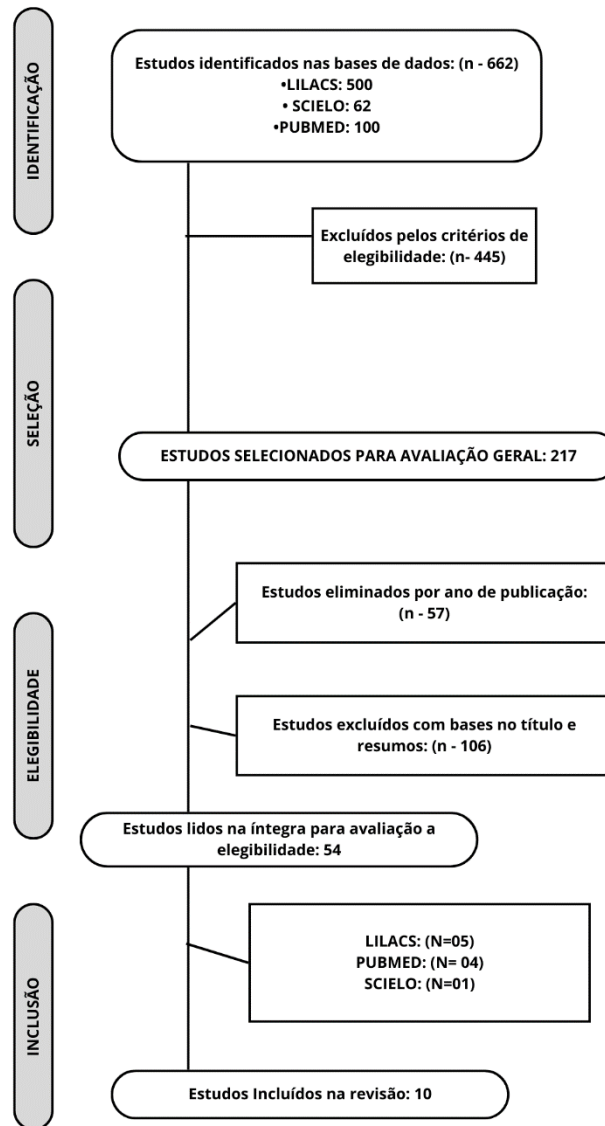 IDENTIFICAÇÃO
Estudos identificados nas bases de dados: (n - 662)
•LILACS: 500
• SCIELO: 62
•PUBMED: 100
Excluídos pelos critérios de
elegibilidade: (n- 445)
SELEÇÃO
ESTUDOS SELECIONADOS PARA AVALIAÇÃO GERAL: 217
ELEGIBILIDADE
Estudos eliminados por ano de publicação:
(n - 57)
Estudos excluídos com bases no título e
resumos: (n - 106)
Estudos lidos na íntegra para avaliação a
elegibilidade: 54
INCLUSÃO
LILACS: (N=05)
PUBMED: (N= 04)
SCIELO: (N=01)
Estudos Incluídos na revisão: 10